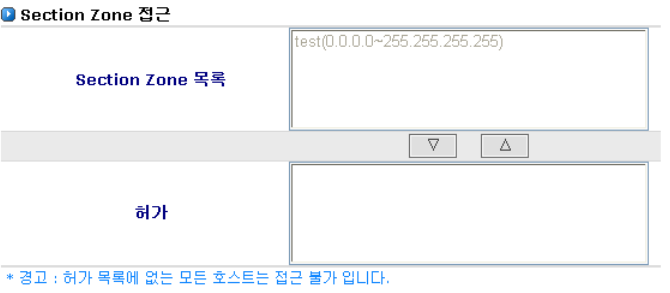 Section Zone 접근
Section Zone 목록
test(0.0.0.0~255.255.255.255)
▽ △
허가
* 경고 : 허가 목록에 없는 모든 호스트는 접근 불가 입니다.